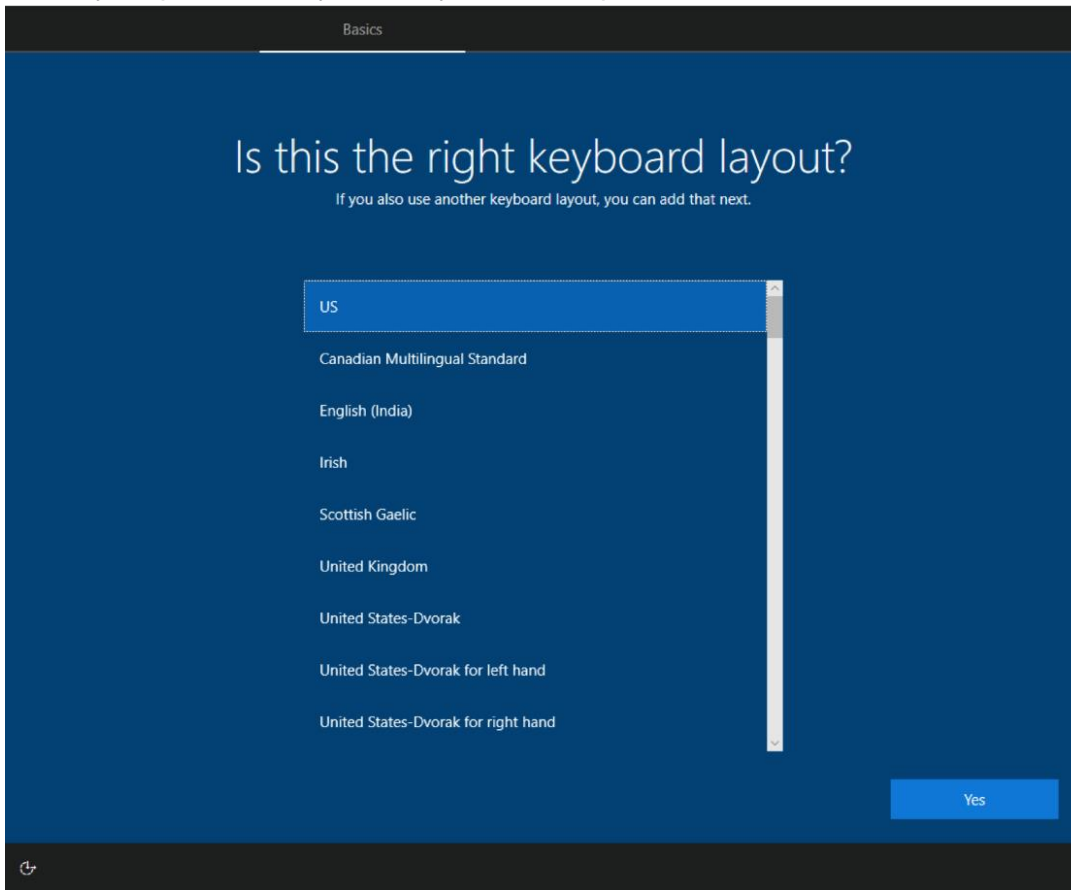 Basics
Is this the right keyboard layout?
If you also use another keyboard layout, you can add that next.
US
Canadian Multilingual Standard
English (India)
Irish
Scottish Gaelic
United Kingdom
United States-Dvorak
United States-Dvorak for left hand
United States-Dvorak for right hand
Yes